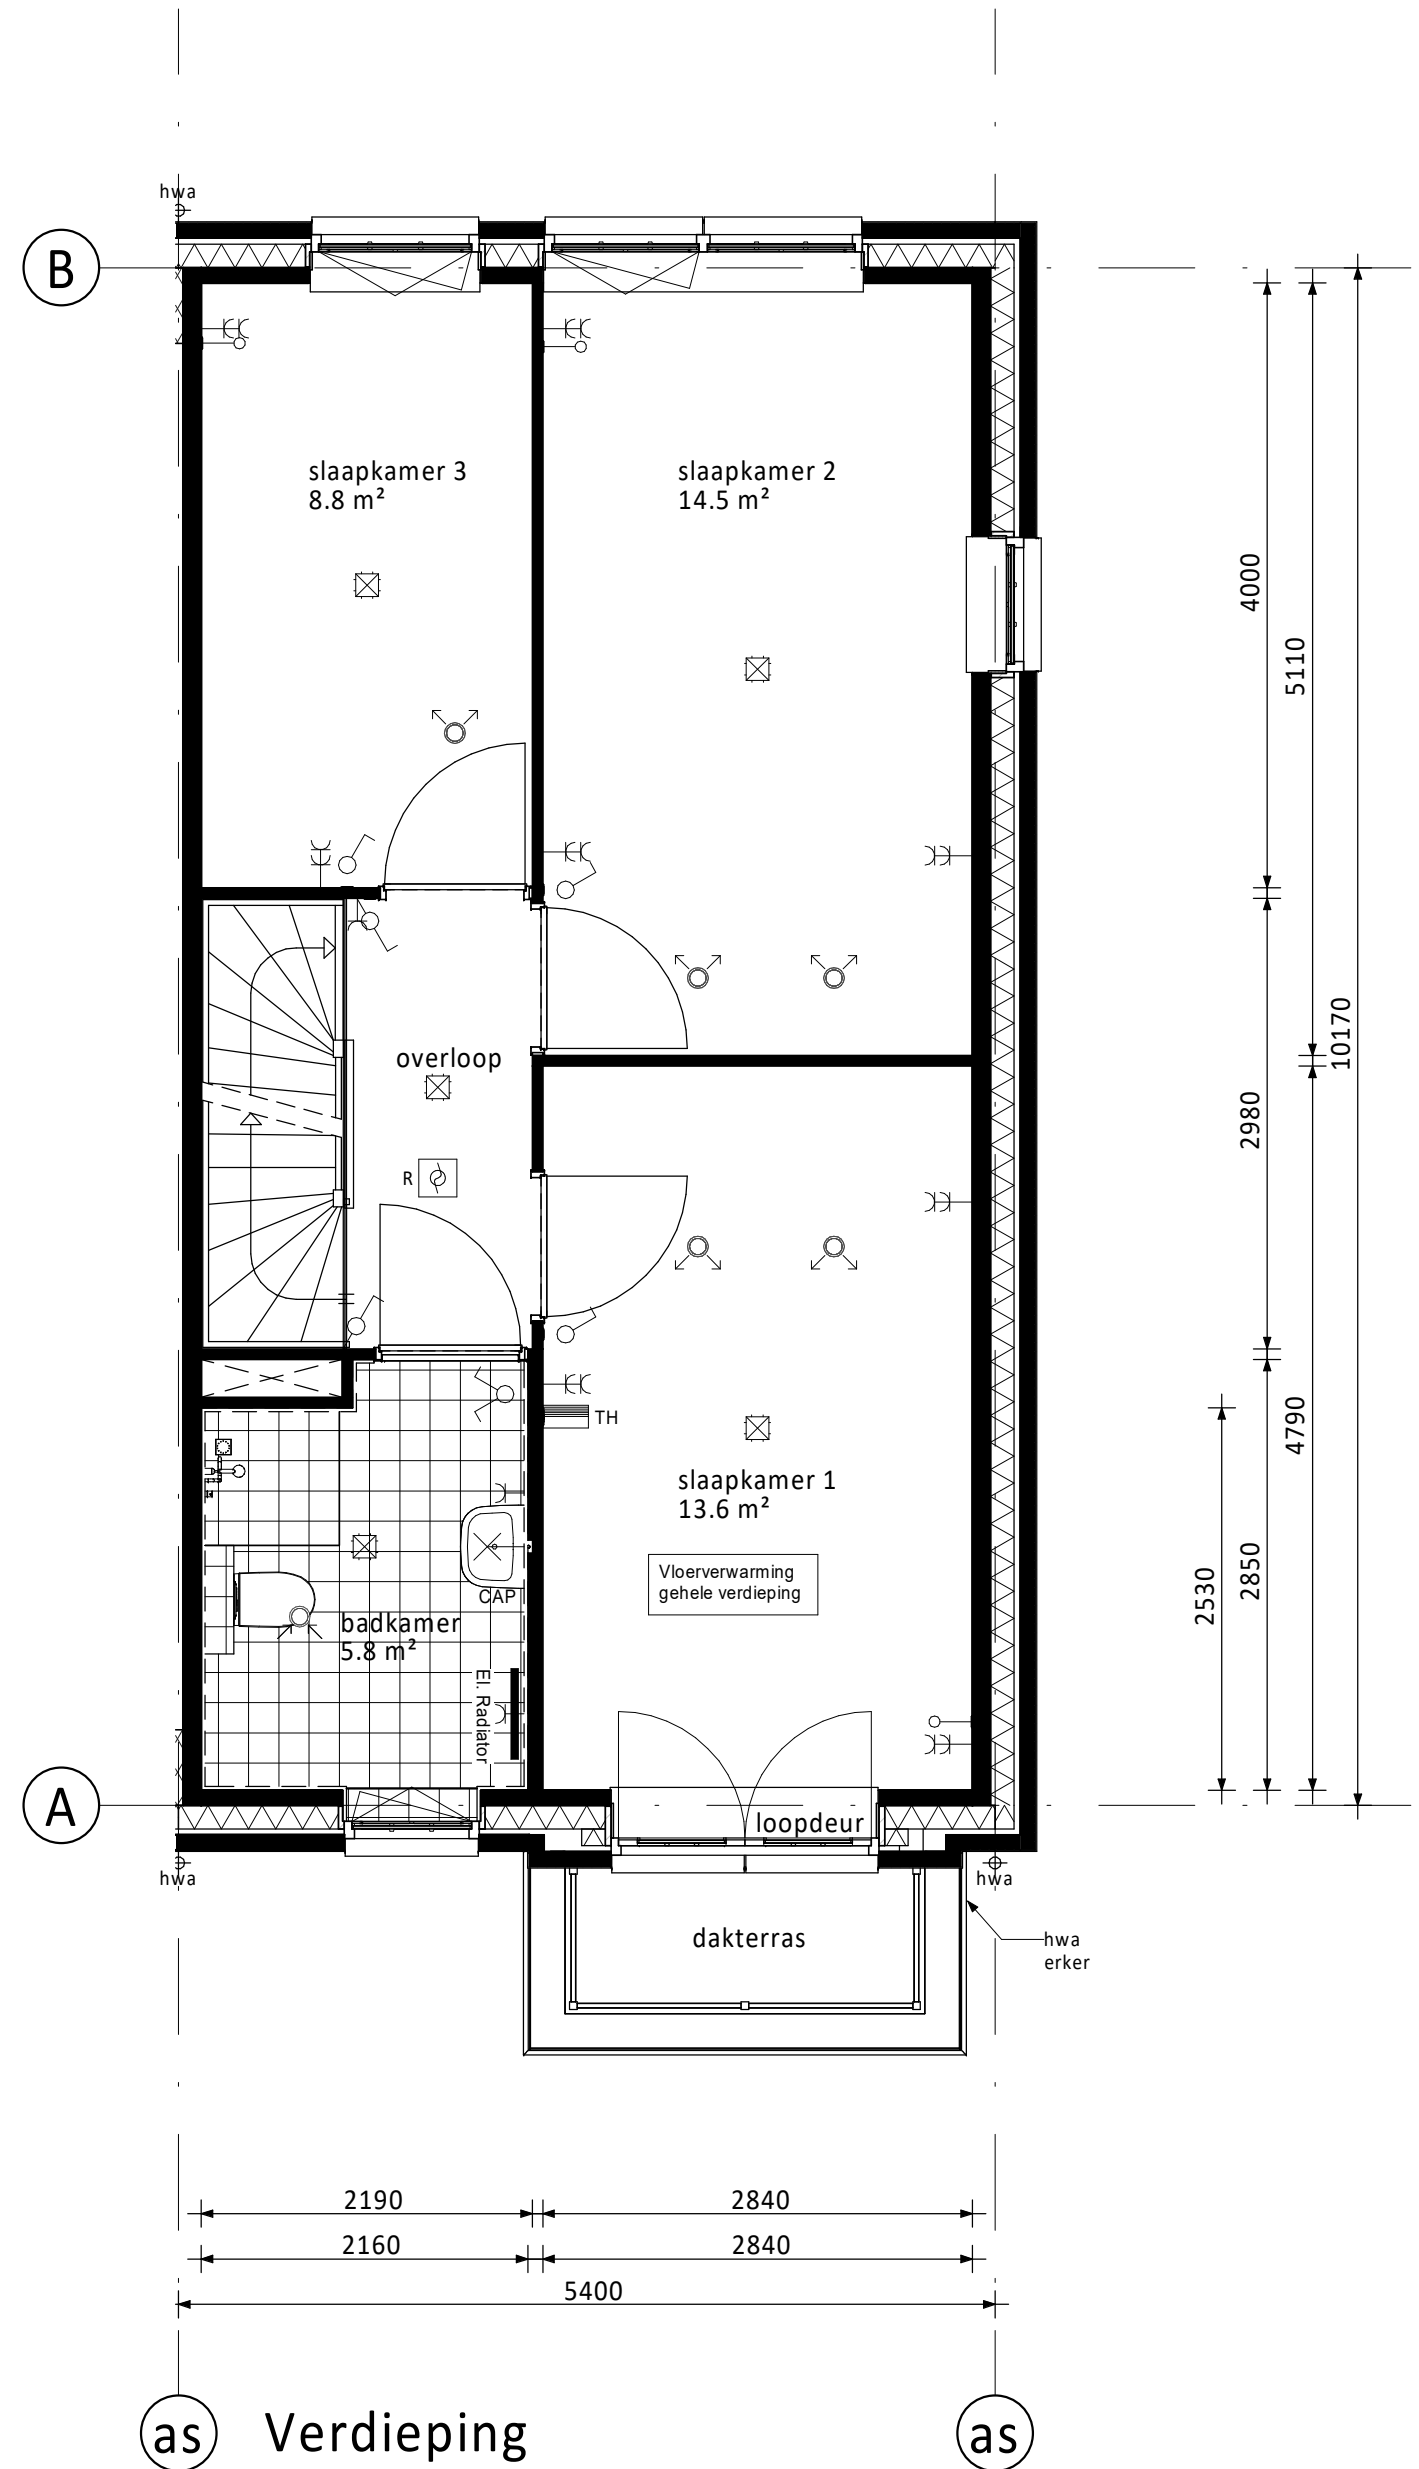 hwa
B
slaapkamer 3
8.8 m²
slaapkamer 2
14.5 m²
4000
5110
10170
overloop
R
2980
TH
slaapkamer 1
13.6 m²
4790
2850
2530
Vloerverwarming
gehele verdieping
CAP
badkamer
5.8 m²
El. Radiator
A
loopdeur
hwa
hwa
dakterras
hwa
erker
2190
2840
2160
2840
5400
as
Verdieping
as